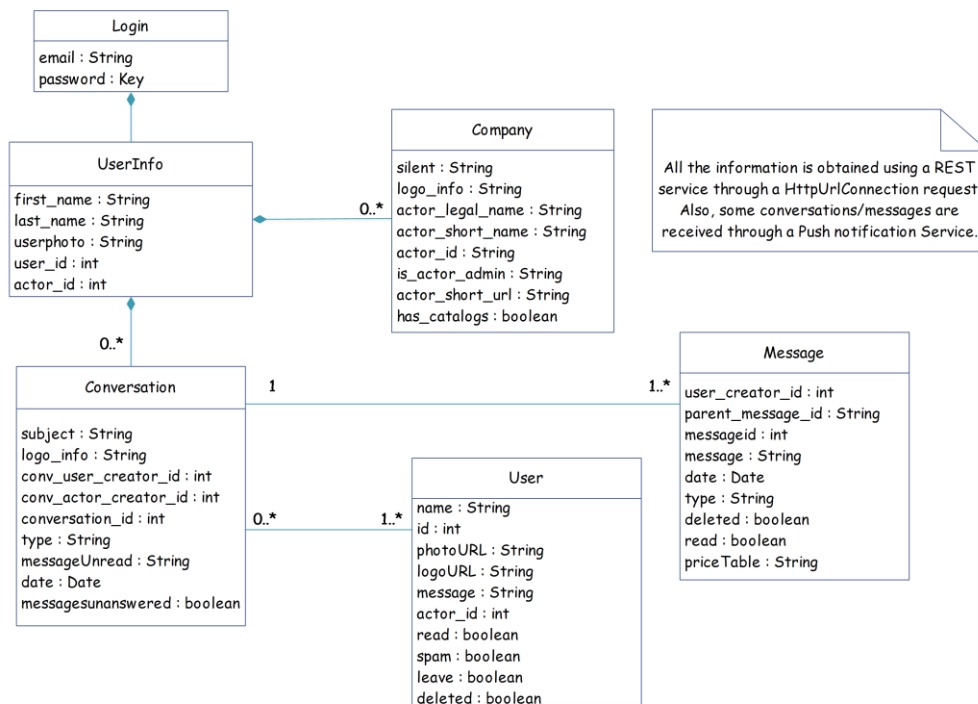 Login
email : String
password : Key
UserInfo
first_name : String
last_name : String
userphoto : String
user_id : int
actor_id : int
0..*
Company
silent : String
logo_info : String
actor_legal_name : String
actor_short_name : String
actor_id : String
is_actor_admin : String
actor_short_url : String
has_catalogs : boolean
All the information is obtained using a REST
service through a HttpUrlConnection request
Also, some conversations/messages are
received through a Push notification Service.
0..*
Conversation
subject : String
logo_info : String
conv_user_creator_id : int
conv_actor_creator_id : int
conversation_id : int
type : String
messageUnread : String
date : Date
messagesunanswered : boolean
1
1..*
Message
user_creator_id : int
parent_message_id : String
messageid : int
message : String
date : Date
type : String
deleted : boolean
read : boolean
priceTable : String
0..*
1..*
User
name : String
id : int
photoURL : String
logoURL : String
message : String
actor_id : int
read : boolean
spam : boolean
leave : boolean
deleted : boolean